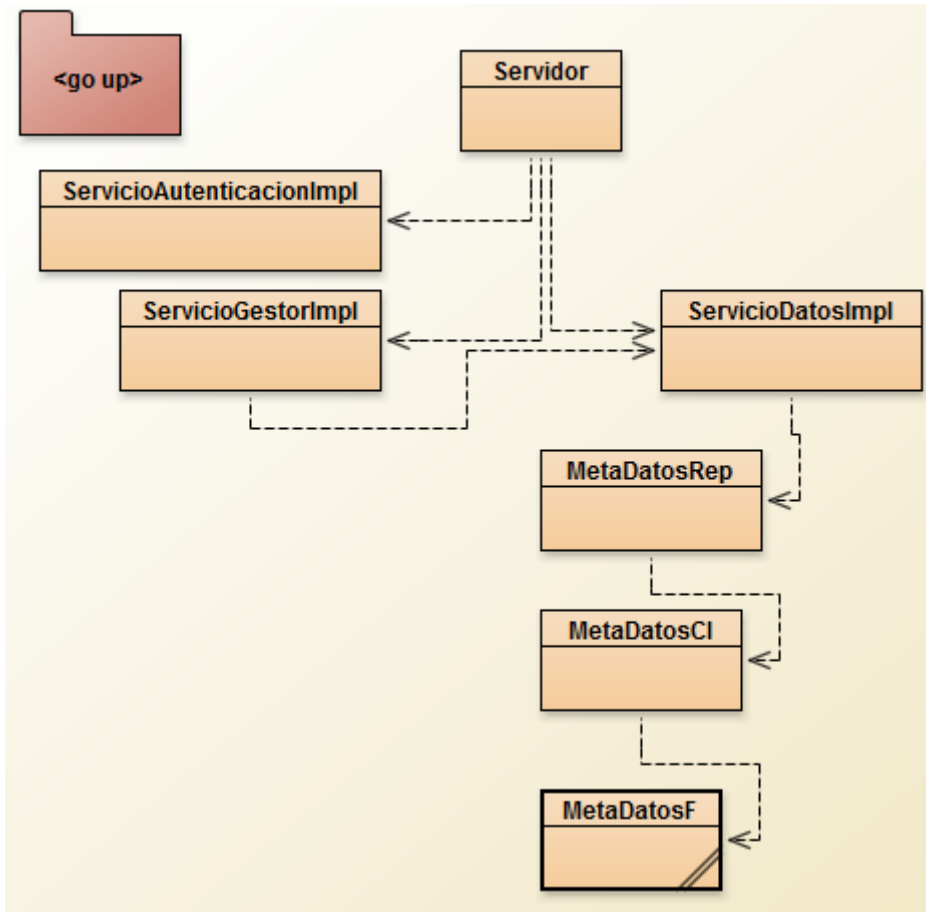 <go up>
Servidor
ServicioAutenticacionImpl
ServicioGestorImpl
ServicioDatosImpl
MetaDatosRep
MetaDatosCl
MetaDatosF